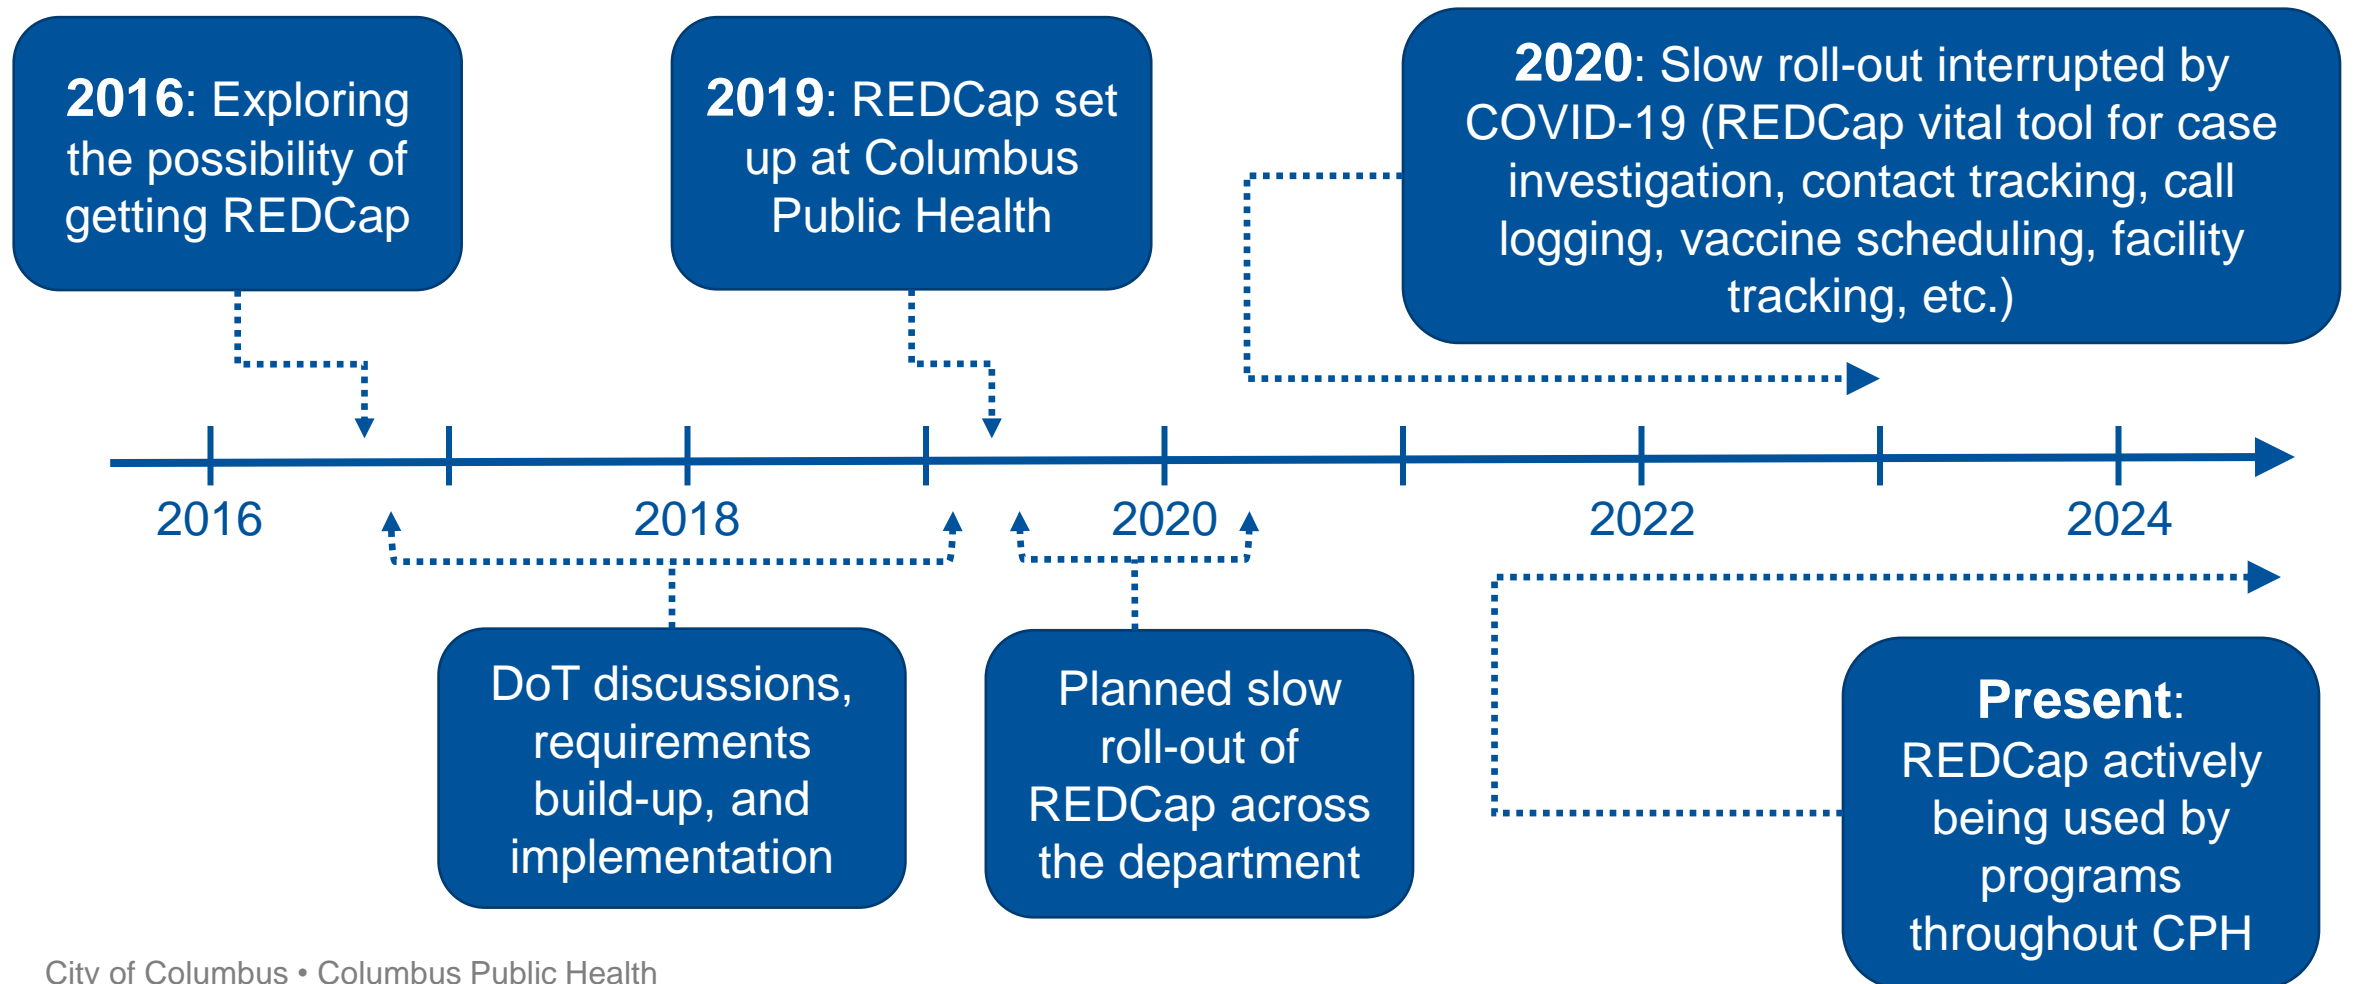 2016: Exploring
the possibility of
getting REDCap
2019: REDCap set
up at Columbus
Public Health
2020: Slow roll-out interrupted by
COVID-19 (REDCap vital tool for case
investigation, contact tracking, call
logging, vaccine scheduling, facility
tracking, etc.)
2016
2018
2020
2022
2024
DoT discussions,
requirements
build-up, and
implementation
Planned slow
roll-out of
REDCap across
the department
Present:
REDCap actively
being used by
programs
throughout CPH
City of Columbus • Columbus Public Health